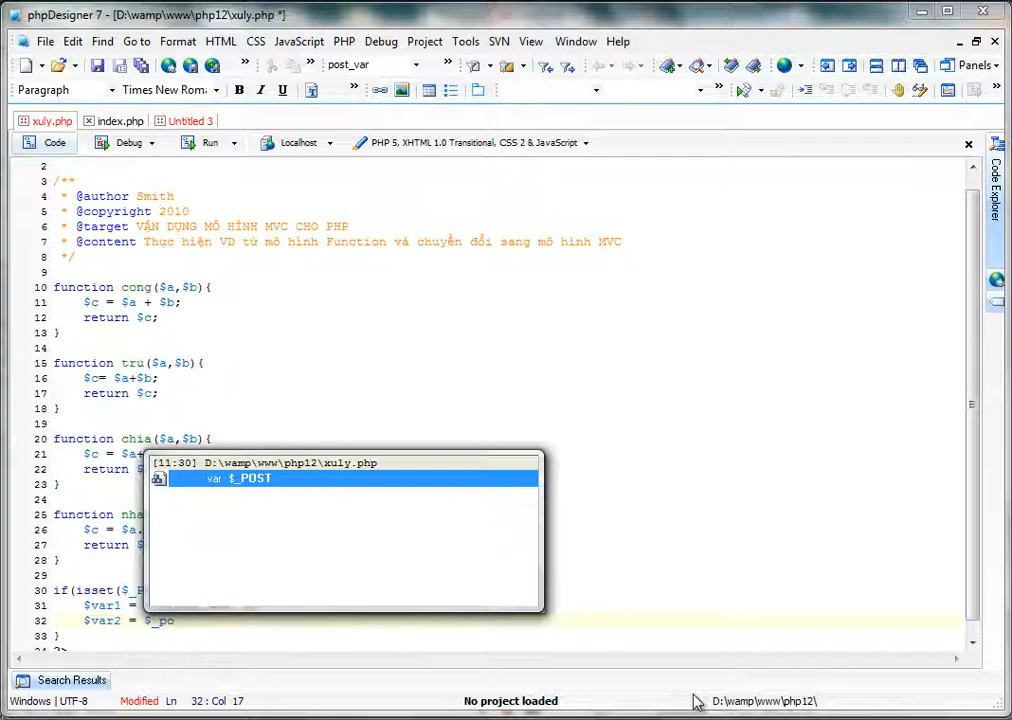 phpDesigner 7 - [D:\wamp\www\php12\xuly.php *]
File Edit Find Go to Format HTML CSS JavaScript PHP Debug Project Tools SVN View Window Help
post_var Panels
Paragraph Times New Roma B I U
xuly.php index.php Untitled 3
Code Debug Run Localhost PHP 5, XHTML 1.0 Transitional, CSS 2 & JavaScript
Code Explorer
2
3 /**
4 * @author Smith
5 * @copyright 2010
6 * @target VẬN DỤNG MÔ HÌNH MVC CHO PHP
7 * @content Thực hiện VD từ mô hình Function và chuyển đổi sang mô hình MVC
8 */
9
10 function cong($a,$b){
11 $c = $a + $b;
12 return $c;
13 }
14
15 function tru($a,$b){
16 $c= $a+$b;
17 return $c;
18 }
19
20 function chia($a,$b){
21 $c = $a+
22 return $
23 }
24
25 function nha
26 $c = $a.
27 return $
28 }
29
30 if(isset($_P
31 $var1 =
32 $var2 = $_po
33 }
[11:30] D:\wamp\www\php12\xuly.php
var $_POST
Search Results
Windows | UTF-8 Modified Ln 32 : Col 17 No project loaded D:\wamp\www\php12\